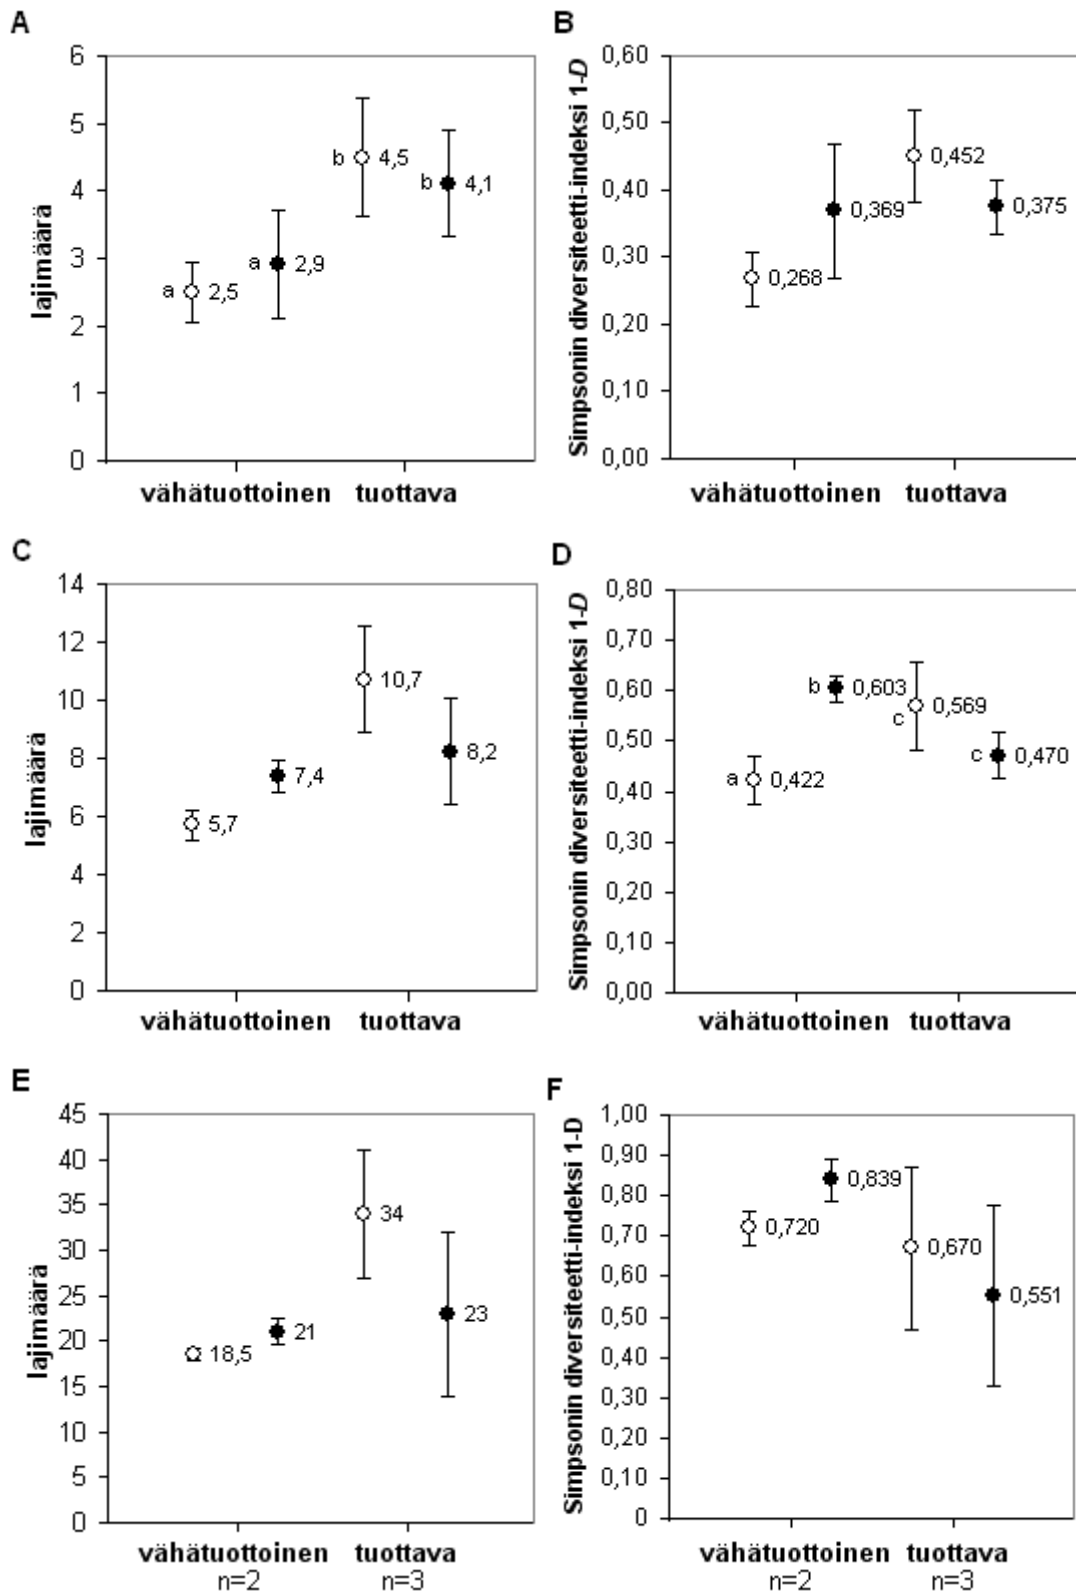 A
lajimäärä
6
5
4
3
2
1
0
a 2,5
a 2,9
b 4,5
b 4,1
vähätuottoinen tuottava
B
Simpsonin diversiteetti-indeksi 1-D
0,60
0,50
0,40
0,30
0,20
0,10
0,00
0,268
0,369
0,452
0,375
vähätuottoinen tuottava
C
lajimäärä
14
12
10
8
6
4
2
0
5,7
7,4
10,7
8,2
vähätuottoinen tuottava
D
Simpsonin diversiteetti-indeksi 1-D
0,80
0,70
0,60
0,50
0,40
0,30
0,20
0,10
0,00
a 0,422
b 0,603
c 0,569
c 0,470
vähätuottoinen tuottava
E
lajimäärä
45
40
35
30
25
20
15
10
5
0
18,5
21
34
23
vähätuottoinen tuottava
n=2 n=3
F
Simpsonin diversiteetti-indeksi 1-D
1,00
0,90
0,80
0,70
0,60
0,50
0,40
0,30
0,20
0,10
0
0,720
0,839
0,670
0,551
vähätuottoinen tuottava
n=2 n=3